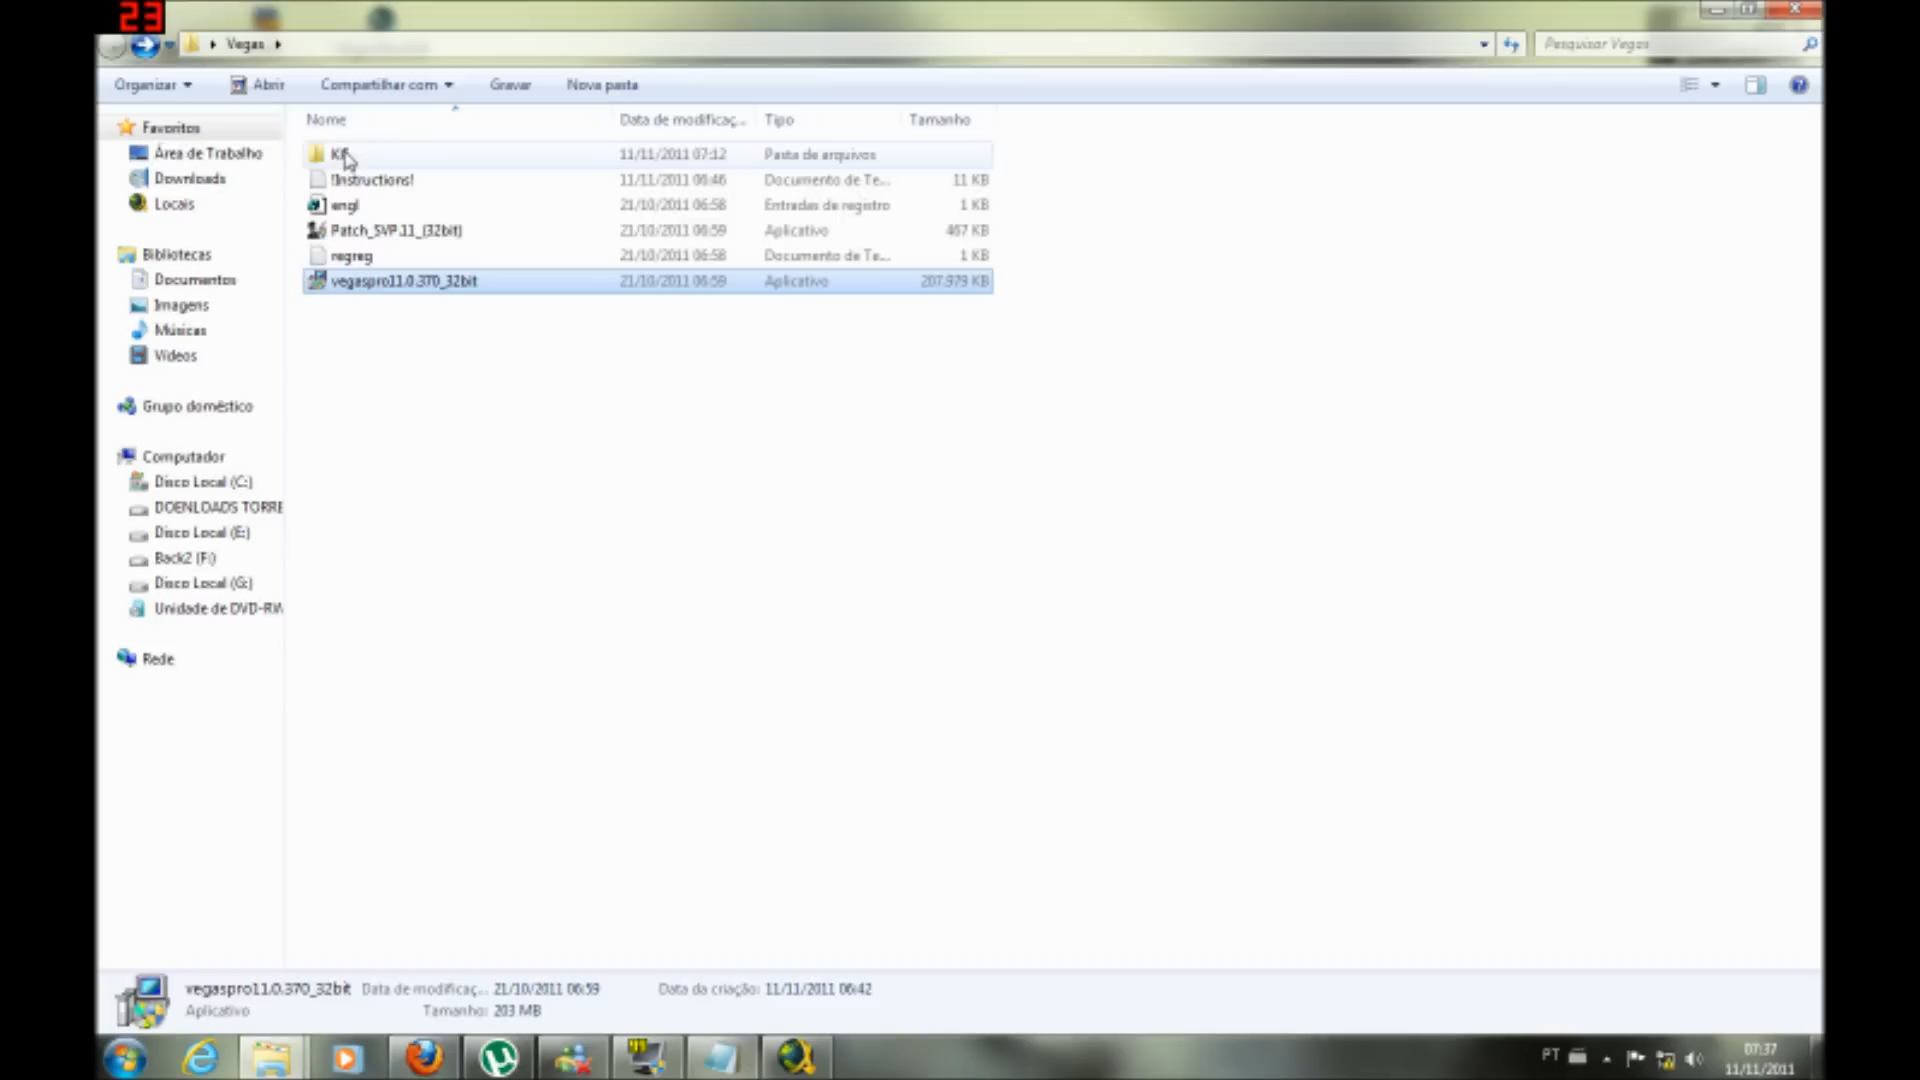 23
Vegas
Pesquisar Vegas
Organizar
Abrir
Compartilhar com
Gravar
Nova pasta
Nome
Data de modificaç...
Tipo
Tamanho
11/11/2011 07:12
Pasta de arquivos
!Instructions!
11/11/2011 06:46
Documento de Te...
11 KB
engl
21/10/2011 06:58
Entradas de registro
1 KB
Patch_SVP.11_(32bit)
21/10/2011 06:59
Aplicativo
467 KB
regreg
21/10/2011 06:58
Documento de Te...
1 KB
vegaspro11.0.370_32bit
21/10/2011 06:59
Aplicativo
207.979 KB
Favoritos
Área de Trabalho
Downloads
Locais
Bibliotecas
Documentos
Imagens
Músicas
Vídeos
Grupo doméstico
Computador
Disco Local (C:)
DOENLOADS TORRE
Disco Local (E:)
Back2 (F:)
Disco Local (G:)
Unidade de DVD-RW
Rede
vegaspro11.0.370_32bit
Data de modificaç... 21/10/2011 06:59
Data da criação: 11/11/2011 06:42
Aplicativo
Tamanho: 203 MB
PT
07:37
11/11/2011